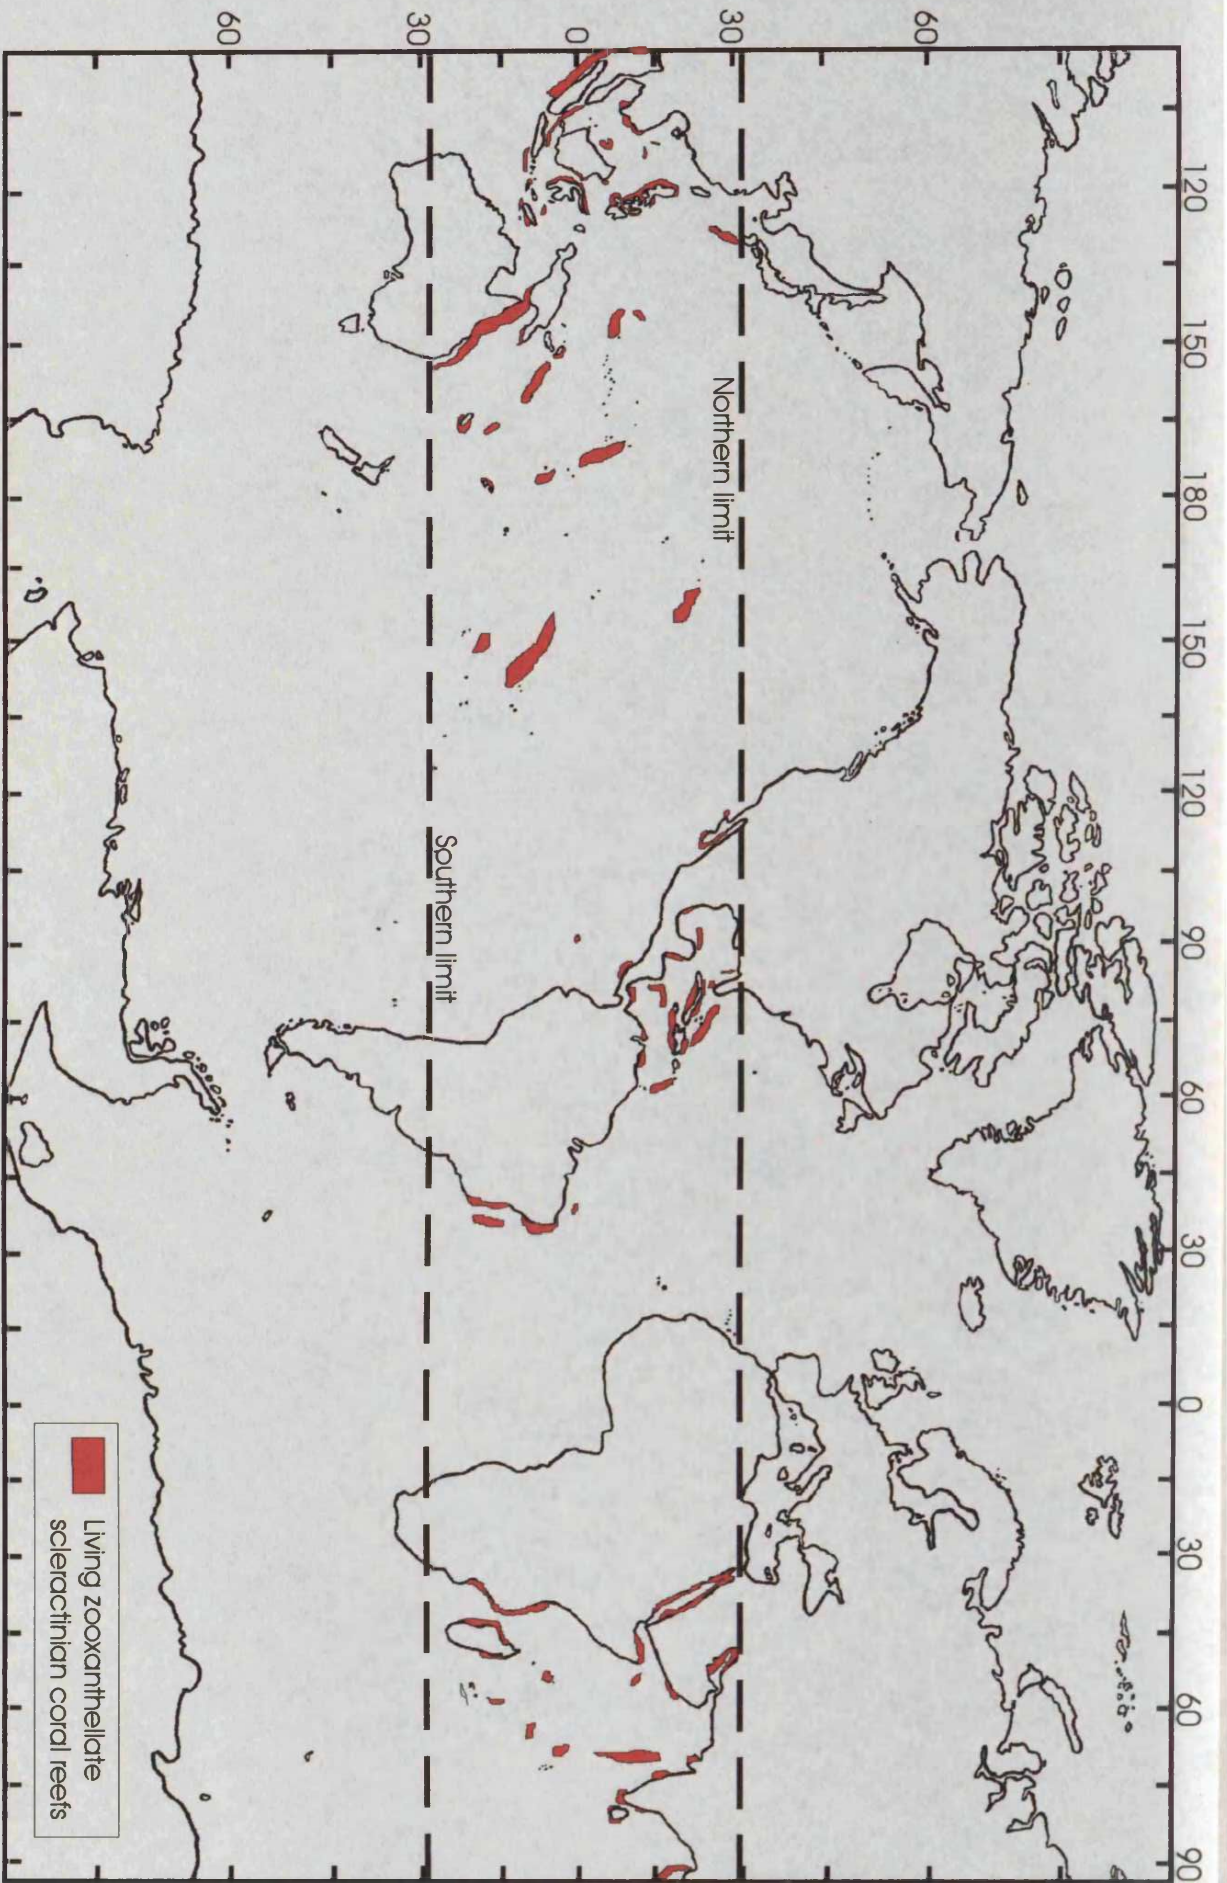 120 150 180 150 120 90 60 30 0 30 60 90
60
30
Northern limit
0
30
Southern limit
60
Living zooxanthellate
scleractinian coral reefs